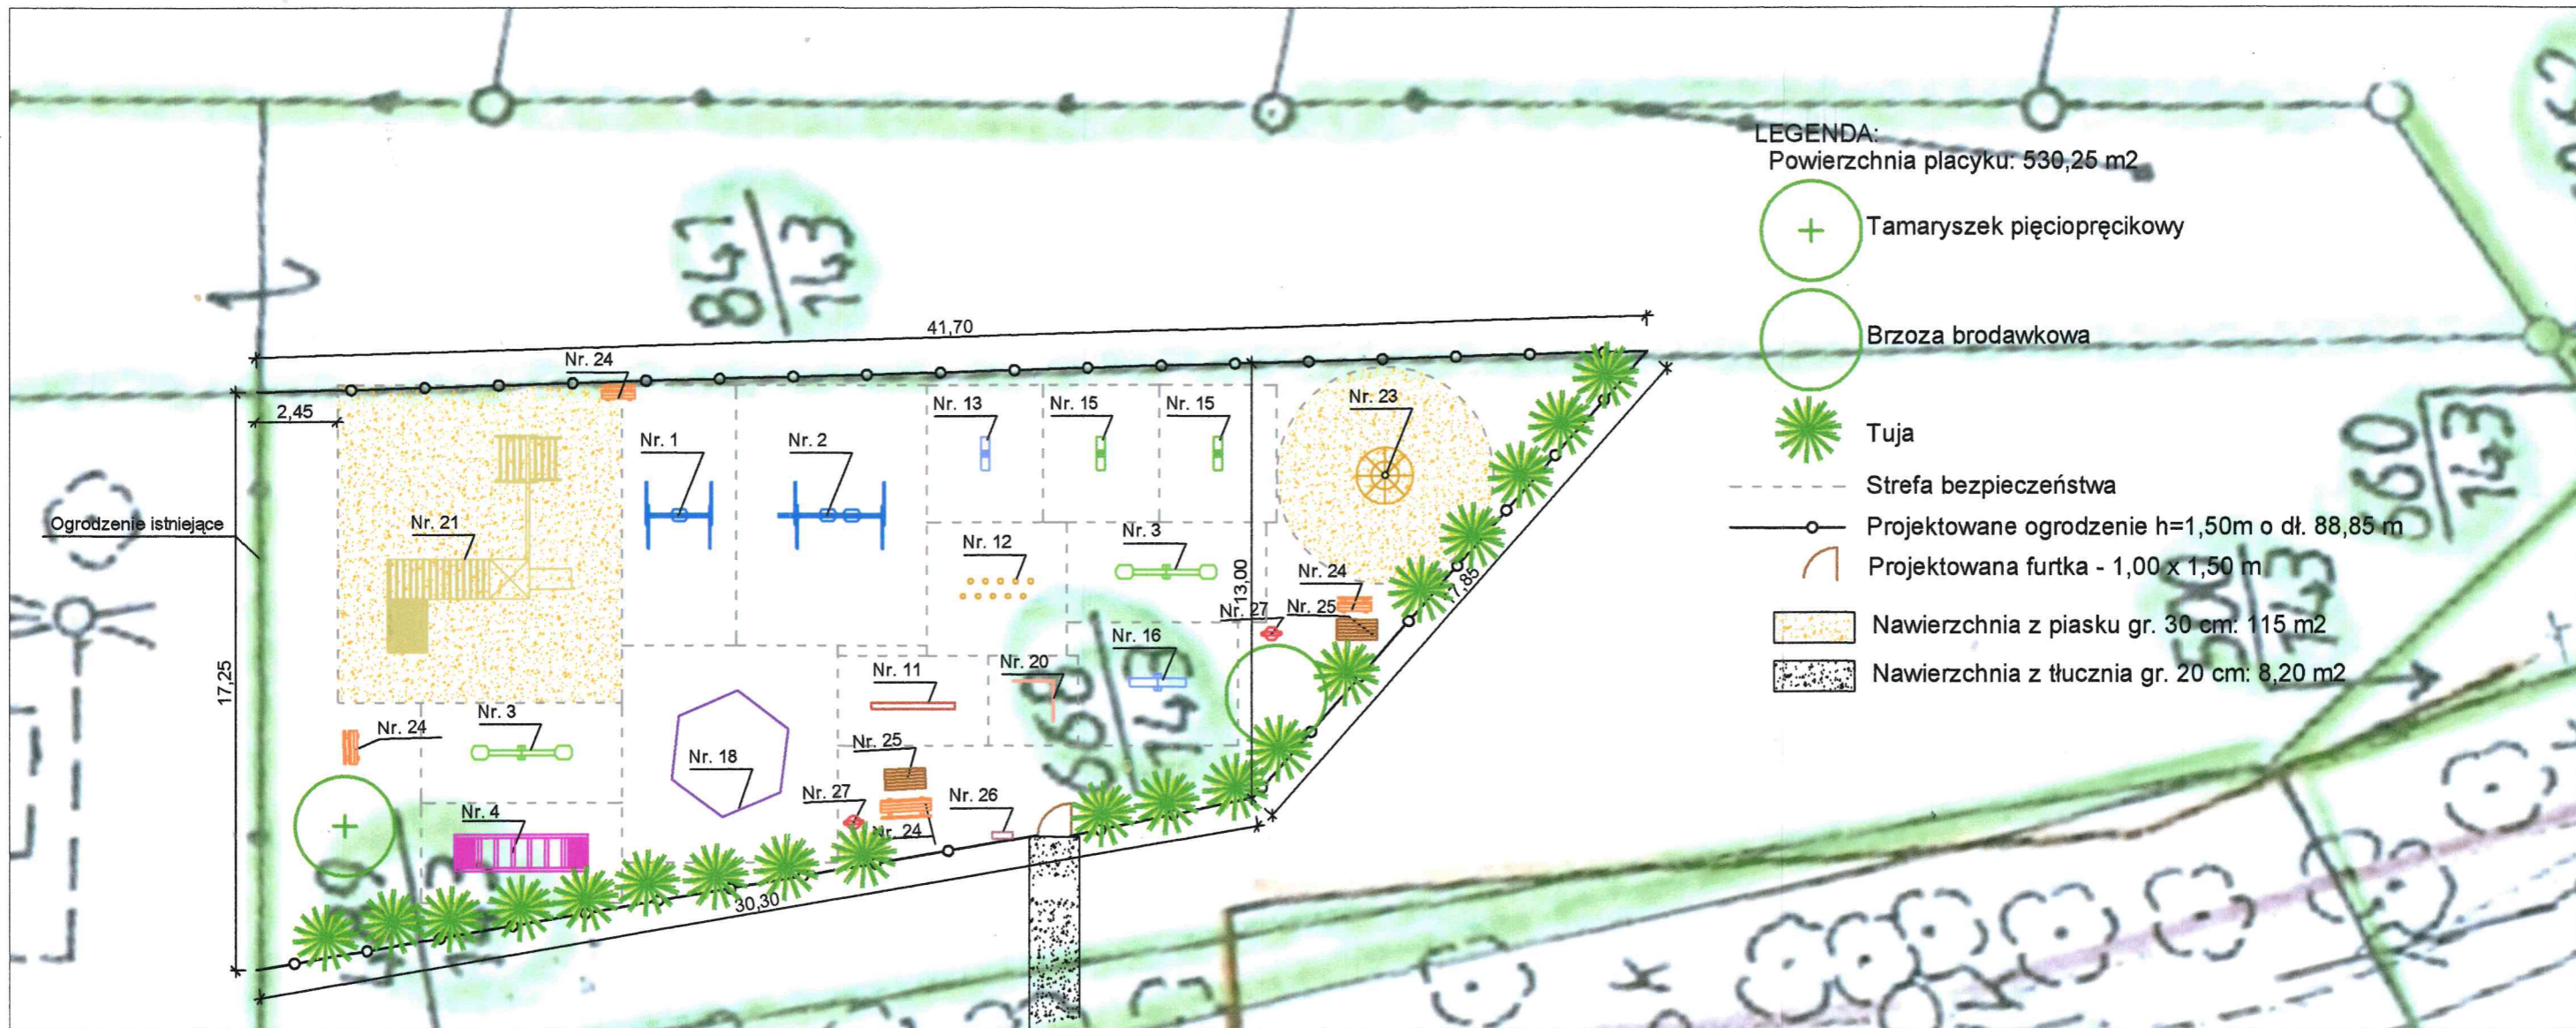 LEGENDA:
Powierzchnia placyku: 530,25 m2
Tamaryszek pięciopręcikowy
Brzoza brodawkowa
Tuja
Strefa bezpieczeństwa
Projektowane ogrodzenie h=1,50m o dł. 88,85 m
Projektowana furtka - 1,00 x 1,50 m
Nawierzchnia z piasku gr. 30 cm: 115 m2
Nawierzchnia z tłucznia gr. 20 cm: 8,20 m2
847
143
41,70
Nr. 24
2,45
Nr. 13
Nr. 15
Nr. 15
Nr. 23
Nr. 1
Nr. 2
Ogrodzenie istniejące
Nr. 21
Nr. 12
Nr. 3
13,00
Nr. 24
17,85
Nr. 27
Nr. 25
660
143
500
143
Nr. 16
Nr. 20
Nr. 11
668
143
17,25
Nr. 24
Nr. 3
Nr. 18
Nr. 25
Nr. 27
Nr. 26
Nr. 24
Nr. 4
30,30